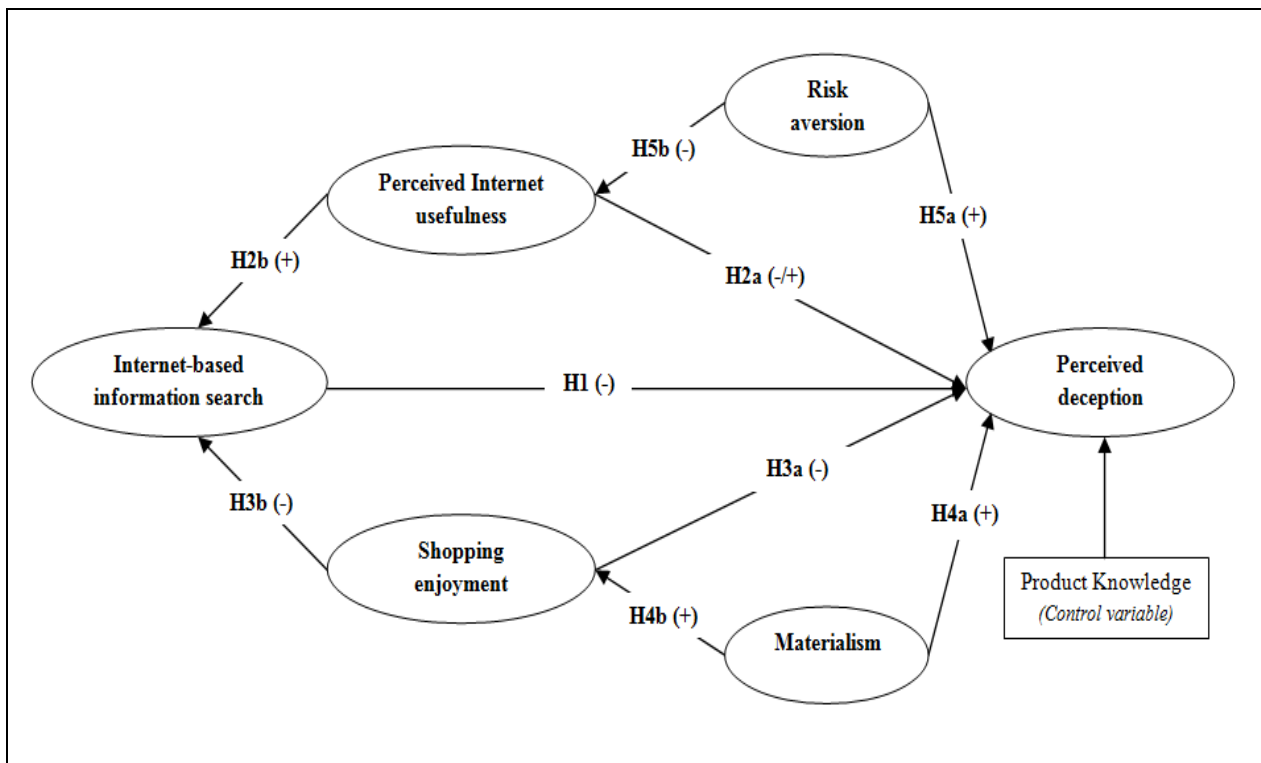 Risk
aversion
H5b (-)
Perceived Internet
usefulness
H5a (+)
H2b (+)
H2a (-/+)
Internet-based
information search
H1 (-)
Perceived
deception
H3a (-)
H3b (-)
H4a (+)
Shopping
enjoyment
Product Knowledge
(Control variable)
H4b (+)
Materialism